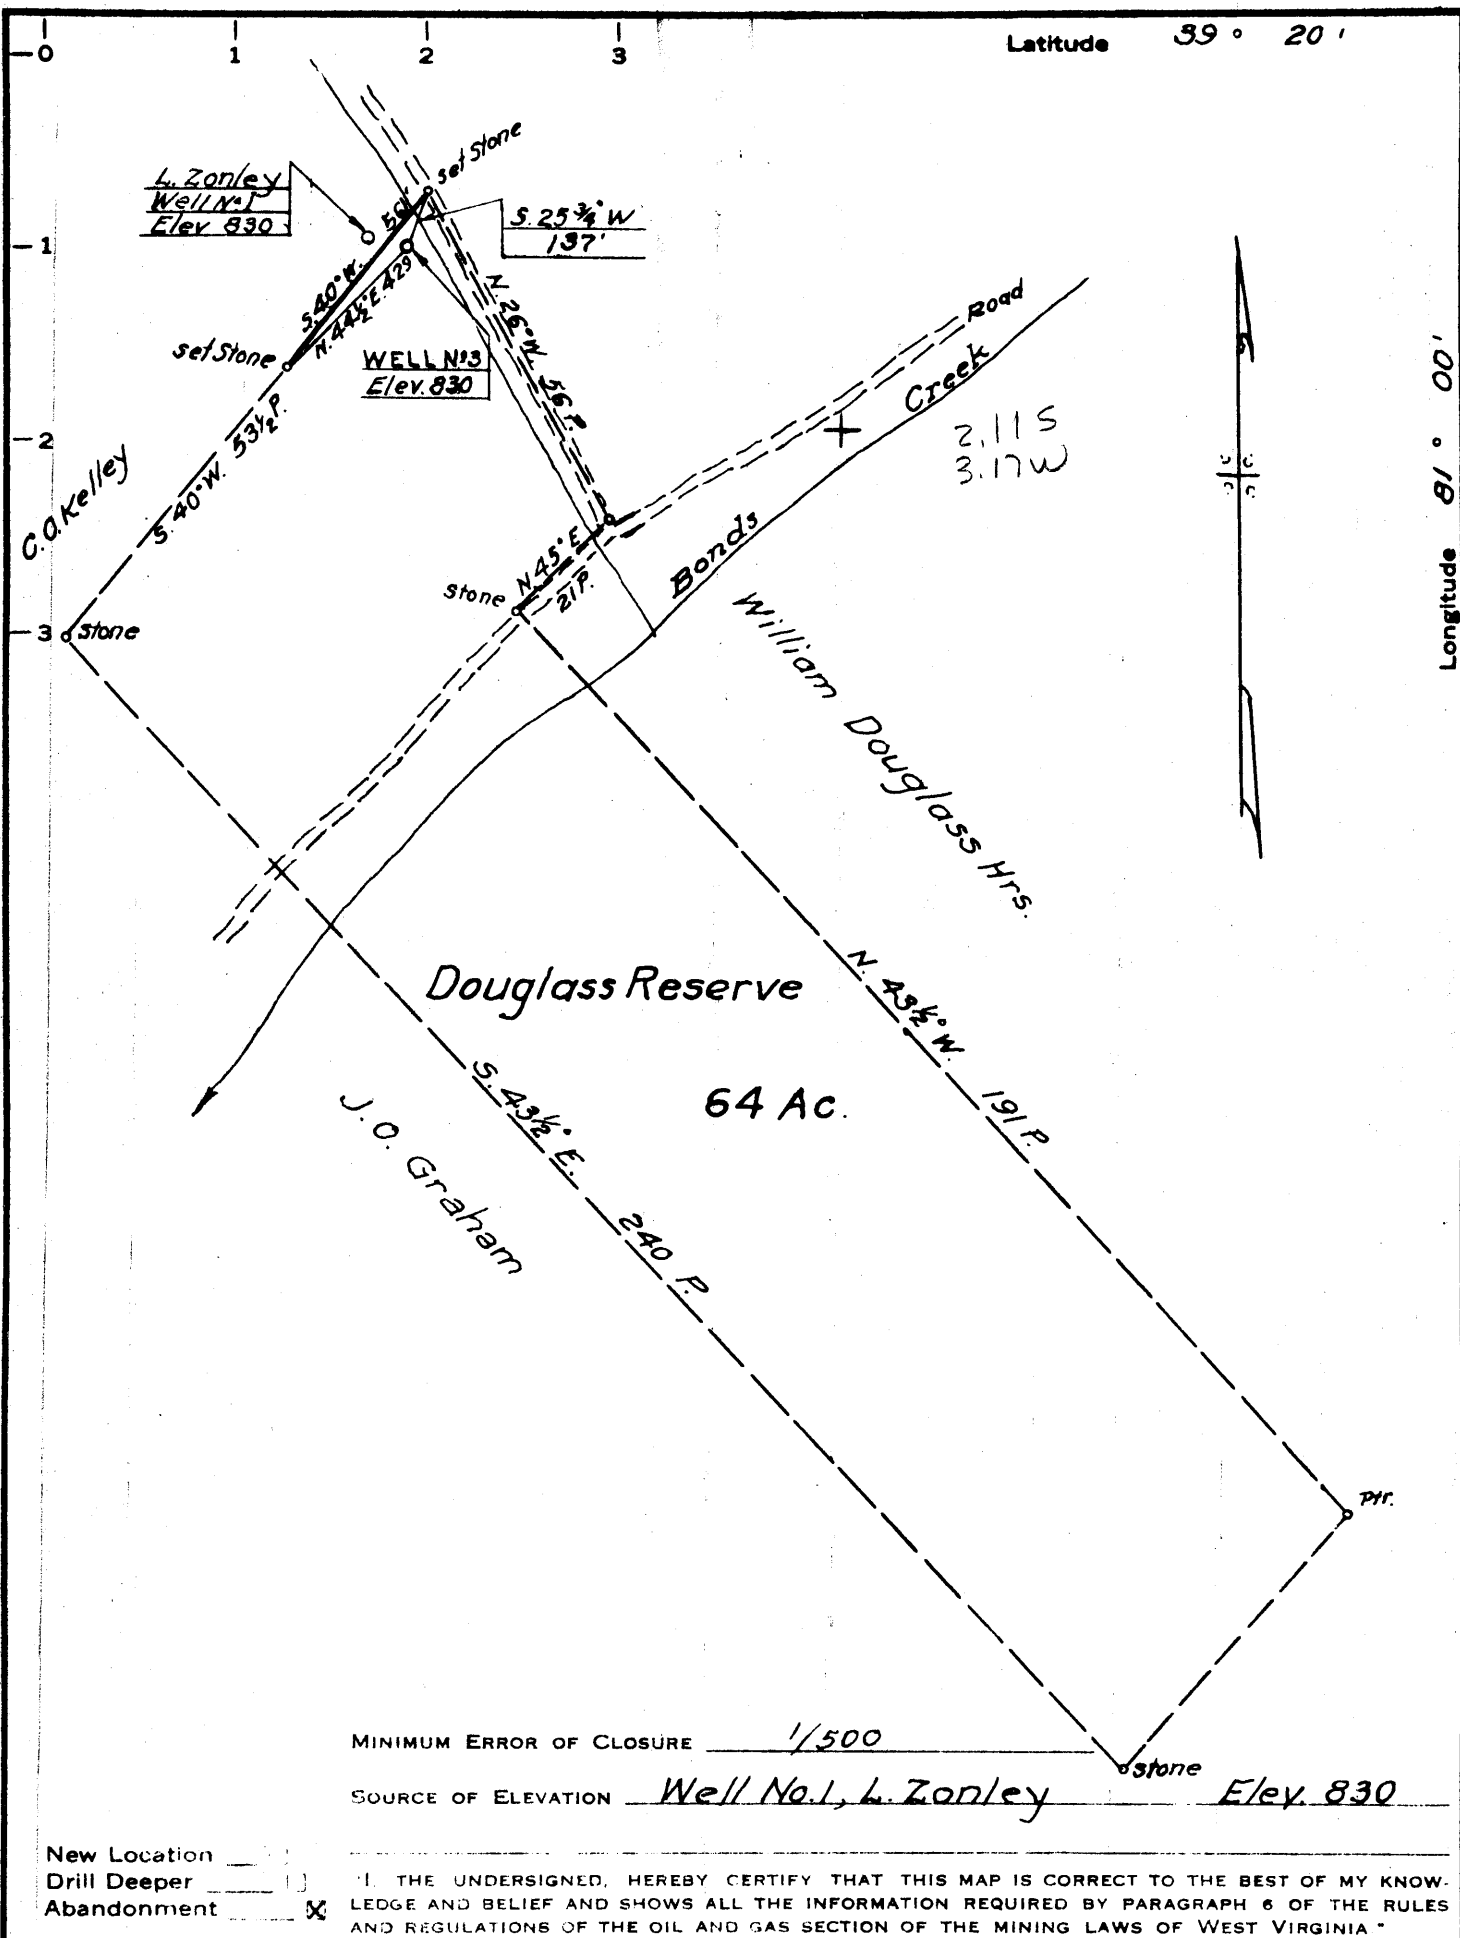 0 1 2 3 Latitude 39° 20'
set Stone
L. Zonley
Well No. 1
Elev 830
S. 25¾° W
137'
1
S. 40° W. 56'
N. 44½° E. 429
N. 26° W. 56 P.
set Stone
WELL No 3
Elev. 830
Road
Creek
2
2.11 S
3.17 W
81° 00'
Longitude
C.O. Kelley
S. 40° W. 53½ P.
Bonds
N 45° E
21 P.
stone
3
Stone
William Douglass Hrs.
Douglass Reserve
64 Ac.
N. 43½° W. 191 P.
S. 43½° E. 240 P.
J.O. Graham
Ptr.
MINIMUM ERROR OF CLOSURE 1/500
stone
SOURCE OF ELEVATION Well No. 1, L. Zonley Elev. 830
New Location
Drill Deeper
Abandonment X
"I, THE UNDERSIGNED, HEREBY CERTIFY THAT THIS MAP IS CORRECT TO THE BEST OF MY KNOW-
LEDGE AND BELIEF AND SHOWS ALL THE INFORMATION REQUIRED BY PARAGRAPH 6 OF THE RULES
AND REGULATIONS OF THE OIL AND GAS SECTION OF THE MINING LAWS OF WEST VIRGINIA"